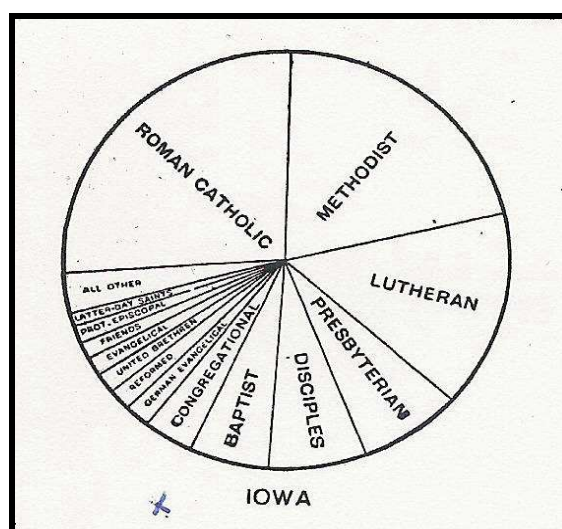 ROMAN CATHOLIC
METHODIST
LUTHERAN
PRESBYTERIAN
DISCIPLES
BAPTIST
CONGREGATIONAL
GERMAN EVANGELICAL
REFORMED
UNITED BRETHREN
EVANGELICAL
FRIENDS
PROT-EPISCOPAL
LATTER-DAY SAINTS
ALL OTHER
IOWA